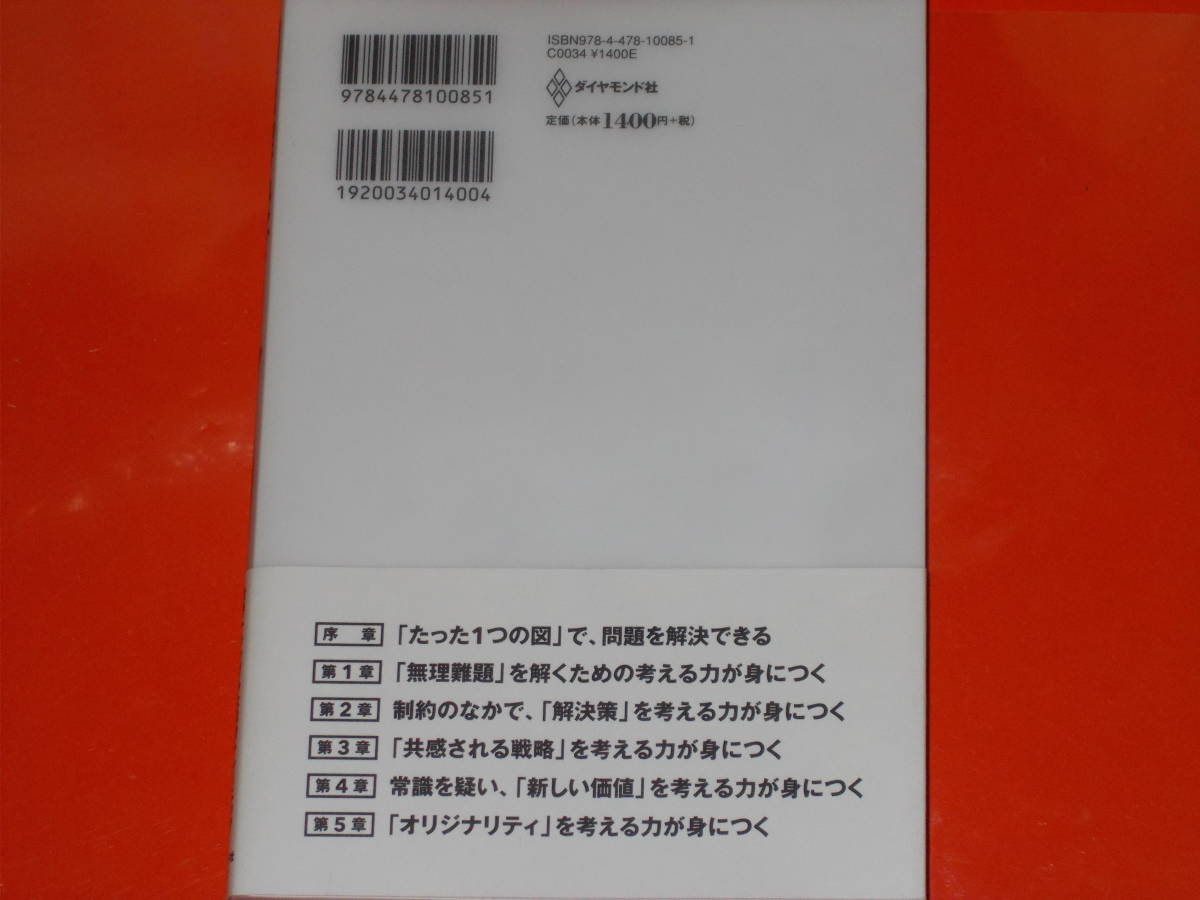 ISBN978-4-478-10085-1
C0034 ¥1400E
ダイヤモンド社
定価(本体1400円+税)
9784478100851
1920034014004
序 章 「たった1つの図」で、問題を解決できる
第1章 「無理難題」を解くための考える力が身につく
第2章 制約のなかで、「解決策」を考える力が身につく
第3章 「共感される戦略」を考える力が身につく
第4章 常識を疑い、「新しい価値」を考える力が身につく
第5章 「オリジナリティ」を考える力が身につく